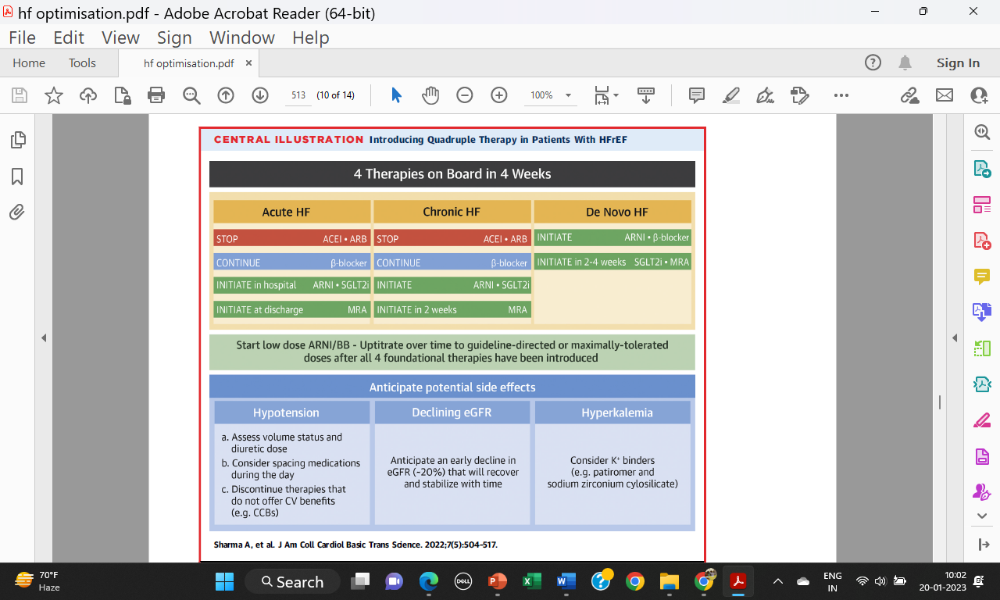 hf optimisation.pdf - Adobe Acrobat Reader (64-bit)
File Edit View Sign Window Help
Home Tools hf optimisation.pdf × Sign In
513 (10 of 14) 100%
CENTRAL ILLUSTRATION Introducing Quadruple Therapy in Patients With HFrEF
4 Therapies on Board in 4 Weeks
Acute HF
STOP ACEI • ARB
CONTINUE β-blocker
INITIATE in hospital ARNI • SGLT2i
INITIATE at discharge MRA
Chronic HF
STOP ACEI • ARB
CONTINUE β-blocker
INITIATE ARNI • SGLT2i
INITIATE in 2 weeks MRA
De Novo HF
INITIATE ARNI • β-blocker
INITIATE in 2-4 weeks SGLT2i • MRA
Start low dose ARNI/BB - Uptitrate over time to guideline-directed or maximally-tolerated
doses after all 4 foundational therapies have been introduced
Anticipate potential side effects
Hypotension
a. Assess volume status and
diuretic dose
b. Consider spacing medications
during the day
c. Discontinue therapies that
do not offer CV benefits
(e.g. CCBs)
Declining eGFR
Anticipate an early decline in
eGFR (~20%) that will recover
and stabilize with time
Hyperkalemia
Consider K⁺ binders
(e.g. patiromer and
sodium zirconium cylosilicate)
Sharma A, et al. J Am Coll Cardiol Basic Trans Science. 2022;7(5):504–517.
70°F
Haze
Search
DELL
ENG
IN
10:02
20-01-2023